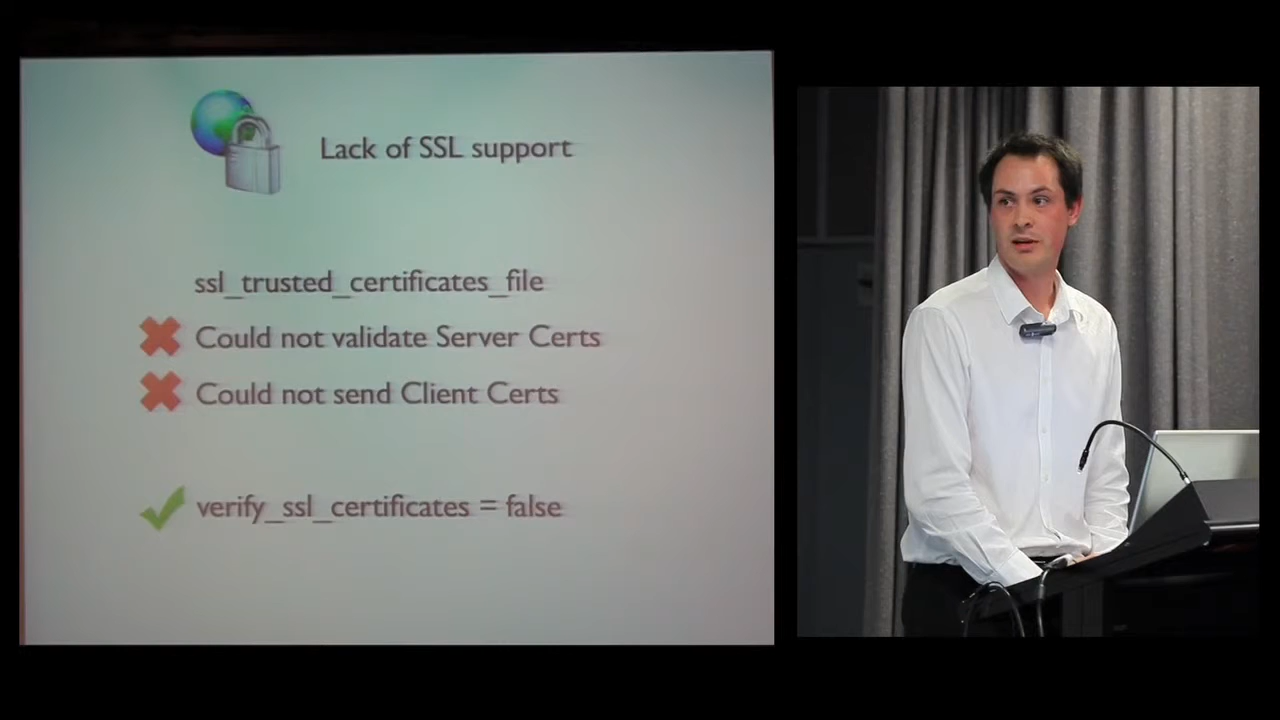 Lack of SSL support
ssl_trusted_certificates_file
Could not validate Server Certs
Could not send Client Certs
verify_ssl_certificates = false